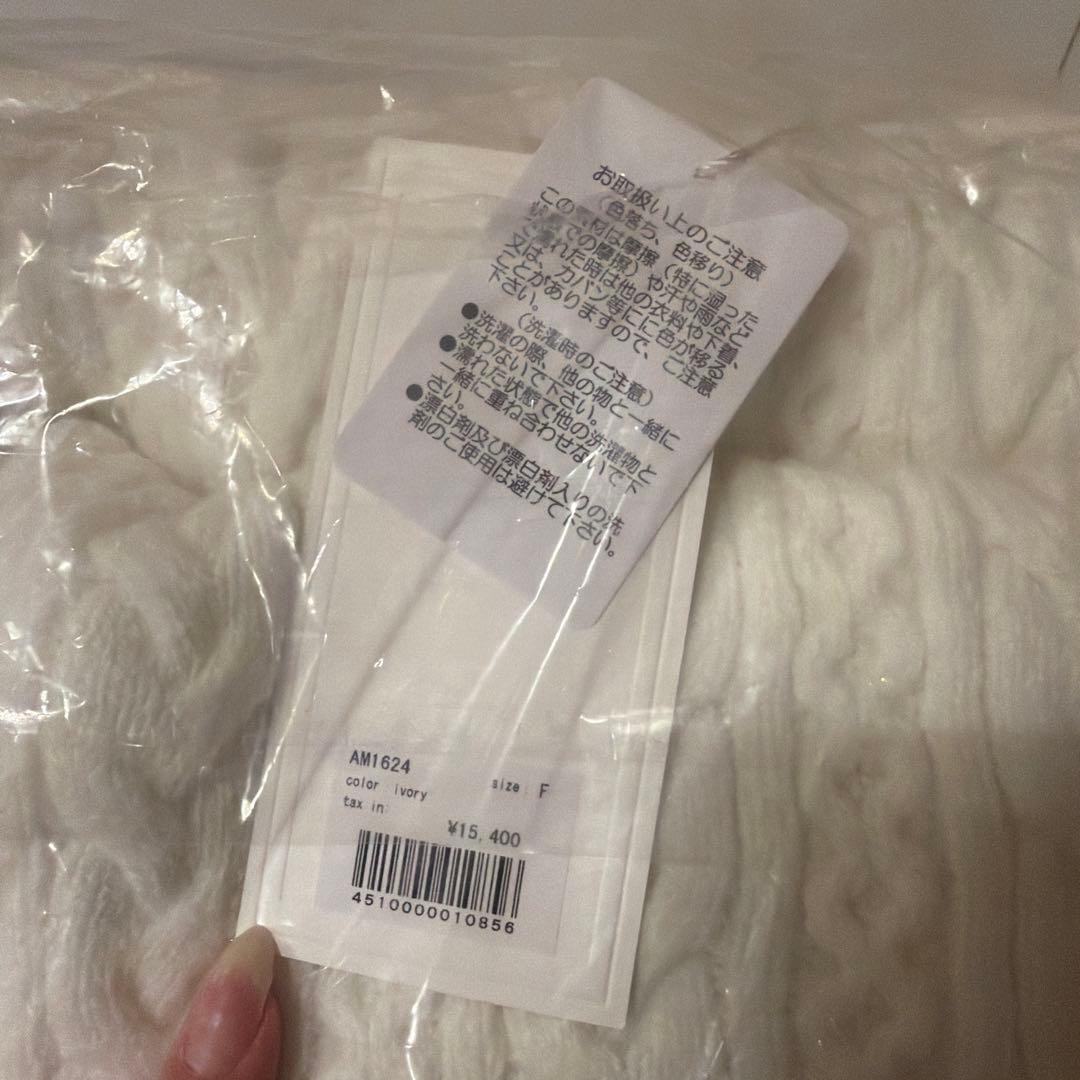 お取扱い上のご注意
（色落ち、色移り）
この素材は摩擦（特に湿った
状態での摩擦）や汗や雨など
で濡れた時は他の衣料や下着、
又は、カバン等にに色が移る
ことがありますので、ご注意
下さい。
（洗濯時のご注意）
●洗濯の際、他の物と一緒に
洗わないで下さい。
●濡れた状態で他の洗濯物と
一緒に重ね合わせないで下
さい。
●漂白剤及び漂白剤入りの洗
剤のご使用は避けて下さい。
AM1624
color ivory size F
tax in:
¥15,400
4510000010856